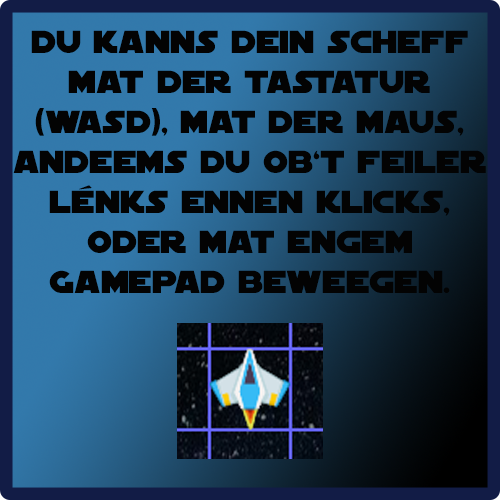 DU KANNS DEIN SCHEFF
MAT DER TASTATUR
(WASD), MAT DER MAUS,
ANDEEMS DU OB‘T FEILER
LÉNKS ENNEN KLICKS,
ODER MAT ENGEM
GAMEPAD BEWEEGEN.